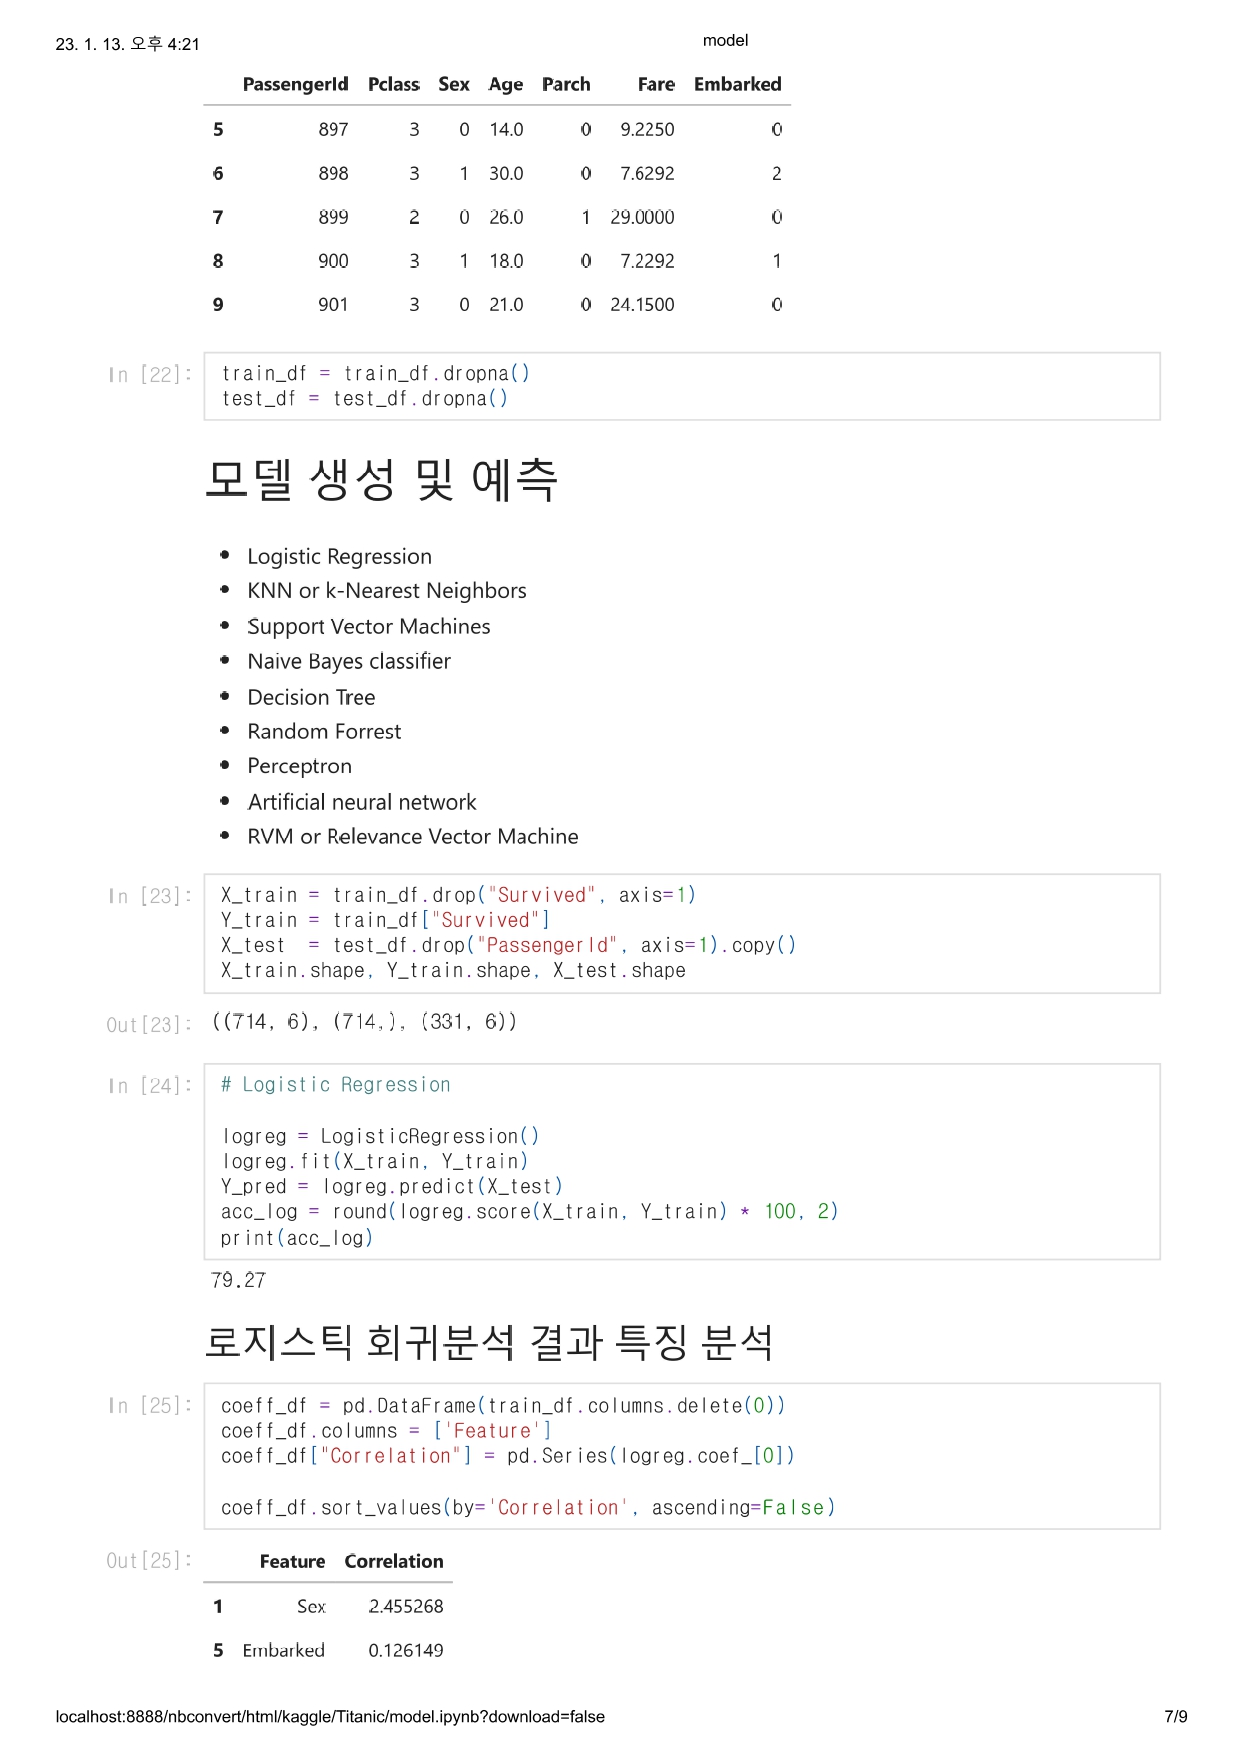 23. 1. 13. 오후 4:21 model
PassengerId Pclass Sex Age Parch Fare Embarked
5 897 3 0 14.0 0 9.2250 0
6 898 3 1 30.0 0 7.6292 2
7 899 2 0 26.0 1 29.0000 0
8 900 3 1 18.0 0 7.2292 1
9 901 3 0 21.0 0 24.1500 0
In [22]: train_df = train_df.dropna()
test_df = test_df.dropna()
모델 생성 및 예측
• Logistic Regression
• KNN or k-Nearest Neighbors
• Support Vector Machines
• Naive Bayes classifier
• Decision Tree
• Random Forrest
• Perceptron
• Artificial neural network
• RVM or Relevance Vector Machine
In [23]: X_train = train_df.drop("Survived", axis=1)
Y_train = train_df["Survived"]
X_test  = test_df.drop("PassengerId", axis=1).copy()
X_train.shape, Y_train.shape, X_test.shape
Out[23]: ((714, 6), (714,), (331, 6))
In [24]: # Logistic Regression
logreg = LogisticRegression()
logreg.fit(X_train, Y_train)
Y_pred = logreg.predict(X_test)
acc_log = round(logreg.score(X_train, Y_train) * 100, 2)
print(acc_log)
79.27
로지스틱 회귀분석 결과 특징 분석
In [25]: coeff_df = pd.DataFrame(train_df.columns.delete(0))
coeff_df.columns = ['Feature']
coeff_df["Correlation"] = pd.Series(logreg.coef_[0])
coeff_df.sort_values(by='Correlation', ascending=False)
Out[25]: Feature Correlation
1 Sex 2.455268
5 Embarked 0.126149
localhost:8888/nbconvert/html/kaggle/Titanic/model.ipynb?download=false 7/9